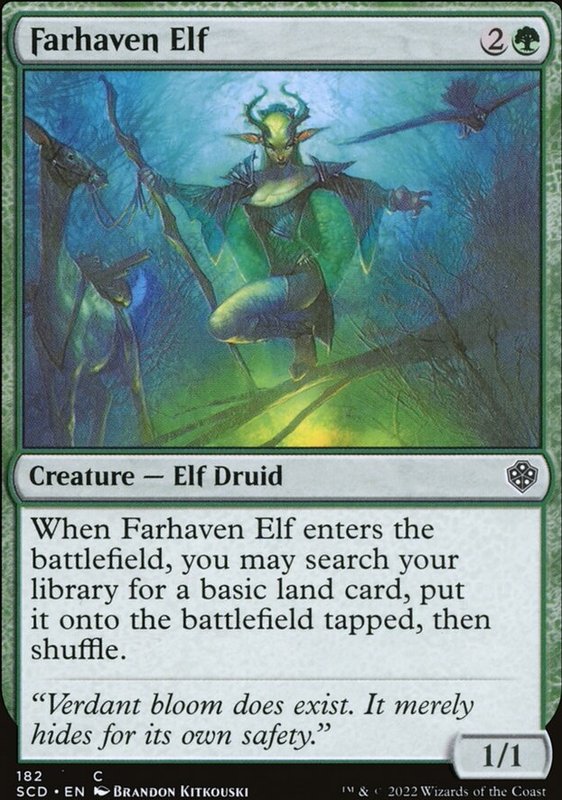 Farhaven Elf 2
Creature — Elf Druid
When Farhaven Elf enters the
battlefield, you may search your
library for a basic land card, put
it onto the battlefield tapped, then
shuffle.
“Verdant bloom does exist. It merely
hides for its own safety.”
1/1
182 C
SCD • EN Brandon Kitkouski
™ & © 2022 Wizards of the Coast